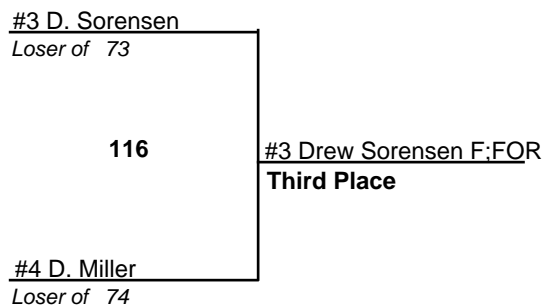 #3 D. Sorensen
Loser of 73
116
#3 Drew Sorensen F;FOR
Third Place
#4 D. Miller
Loser of 74